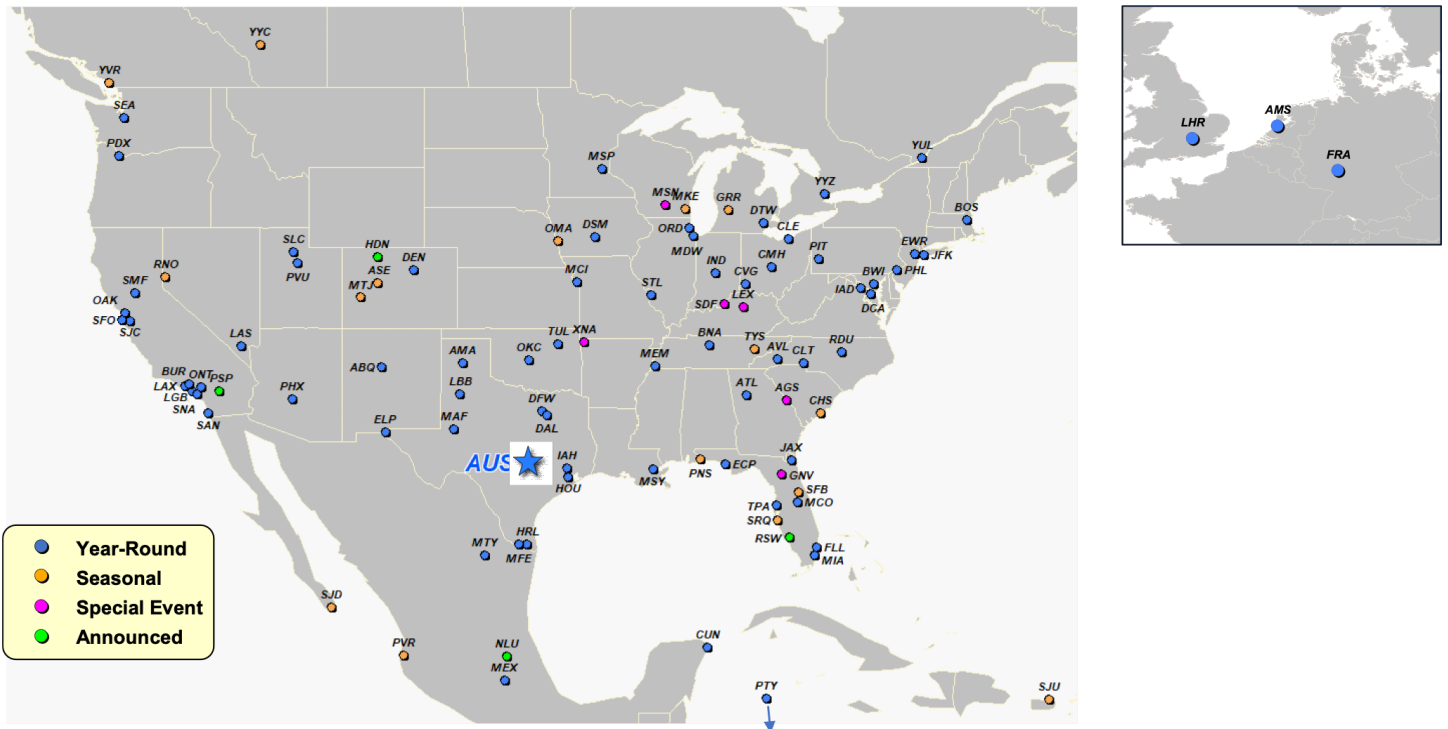 YYC
YVR
SEA
PDX
MSP
YUL
MSN
MKE
GRR
YYZ
DTW
BOS
OMA
DSM
ORD
MDW
CLE
SLC
PVU
HDN
ASE
MTJ
DEN
IND
CMH
PIT
EWR
JFK
RNO
SMF
MCI
STL
CVG
PHL
BWI
IAD
DCA
OAK
SFO
SJC
SDF
LEX
LAS
TUL
XNA
OKC
BNA
TYS
AVL
CLT
RDU
ABQ
AMA
MEM
BUR
ONT
PSP
LAX
LGB
SNA
SAN
PHX
LBB
ATL
AGS
CHS
ELP
MAF
DFW
DAL
AUS
IAH
HOU
MSY
PNS
ECP
JAX
GNV
SFB
MCO
TPA
SRQ
RSW
FLL
MIA
MTY
HRL
MFE
SJD
PVR
NLU
MEX
CUN
PTY
SJU
Year-Round
Seasonal
Special Event
Announced
LHR
AMS
FRA